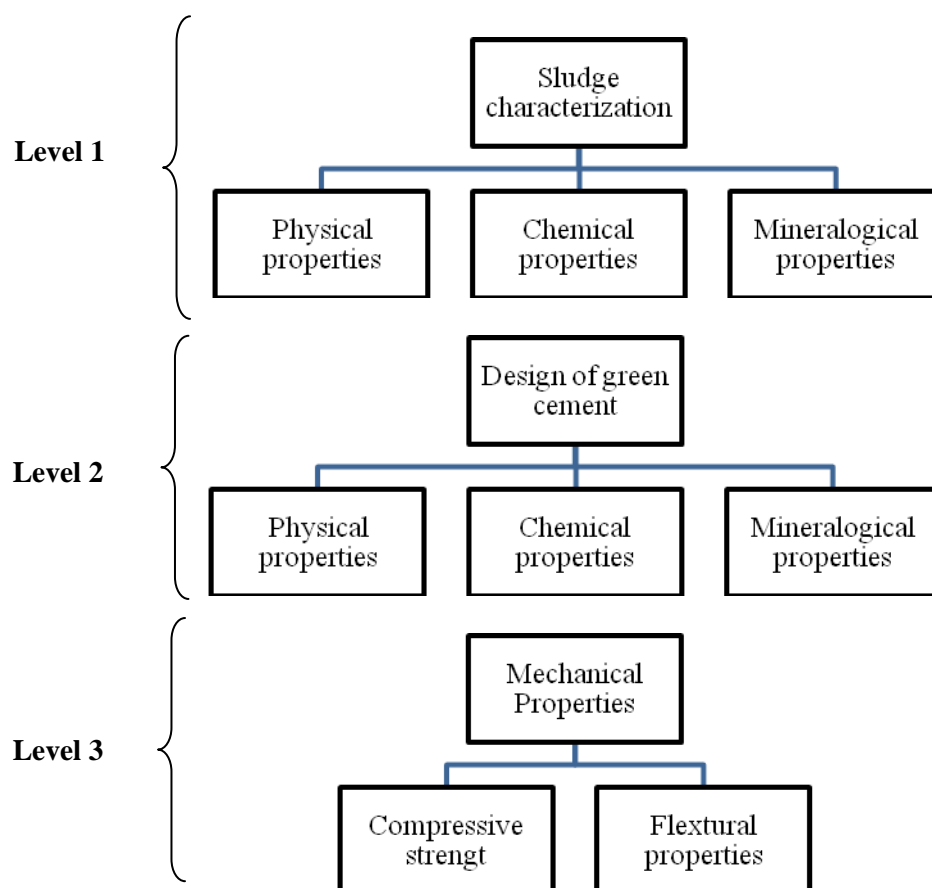 Level 1
Sludge
characterization
Physical
properties
Chemical
properties
Mineralogical
properties
Level 2
Design of green
cement
Physical
properties
Chemical
properties
Mineralogical
properties
Level 3
Mechanical
Properties
Compressive
strengt
Flextural
properties